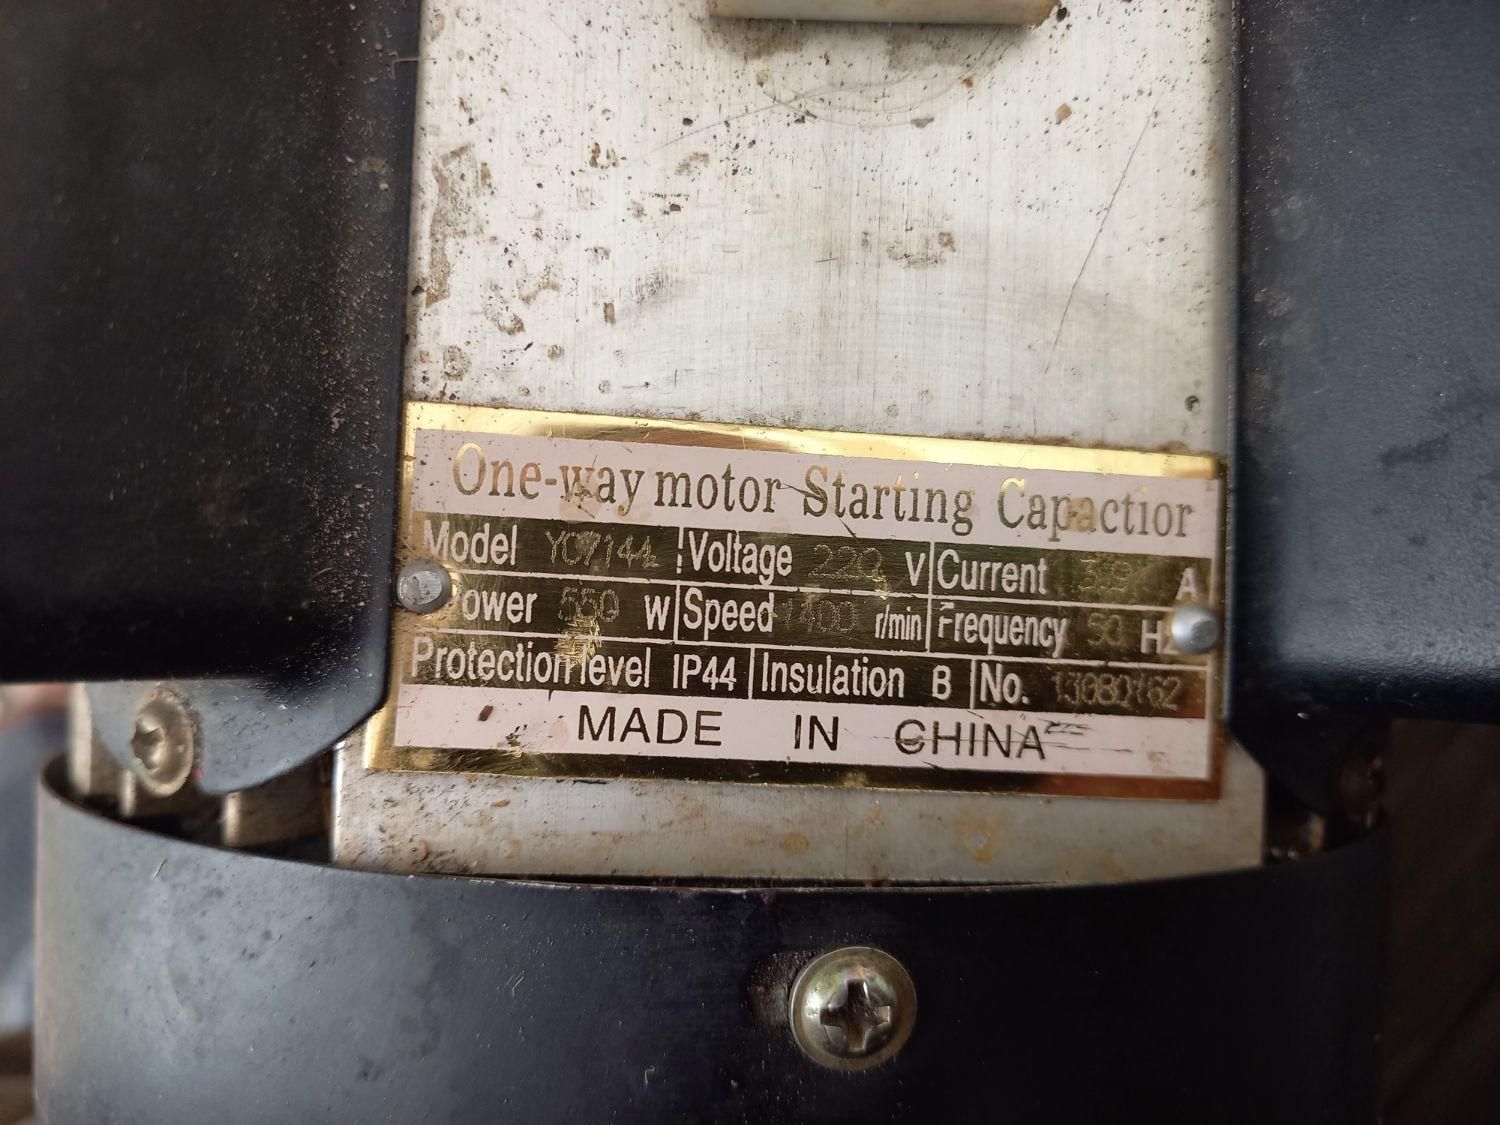 One-way motor Starting Capactior
Model YC7144 Voltage 220 V Current A
Power 550 W Speed 1400 r/min Frequency 50 Hz
Protection level IP44 Insulation B No.
MADE IN CHINA